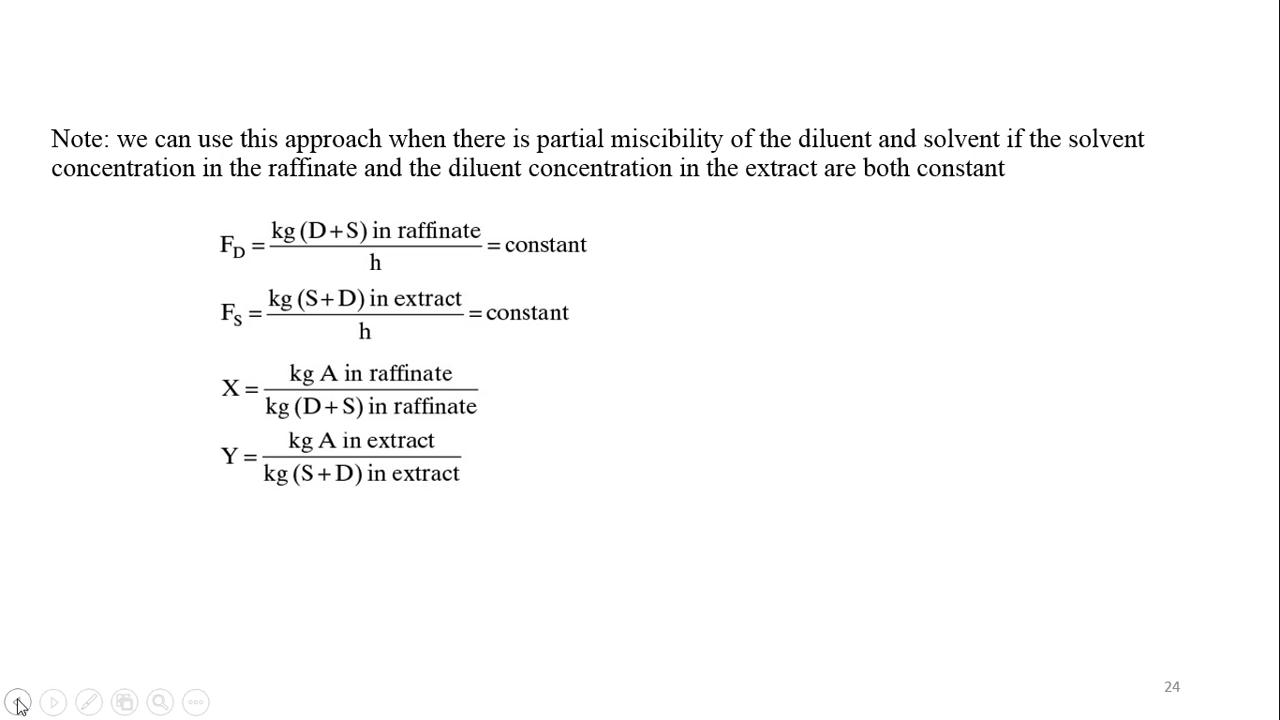 Note: we can use this approach when there is partial miscibility of the diluent and solvent if the solvent
concentration in the raffinate and the diluent concentration in the extract are both constant
F_D = kg (D + S) in raffinate / h = constant
F_S = kg (S + D) in extract / h = constant
X = kg A in raffinate / kg (D + S) in raffinate
Y = kg A in extract / kg (S + D) in extract
24